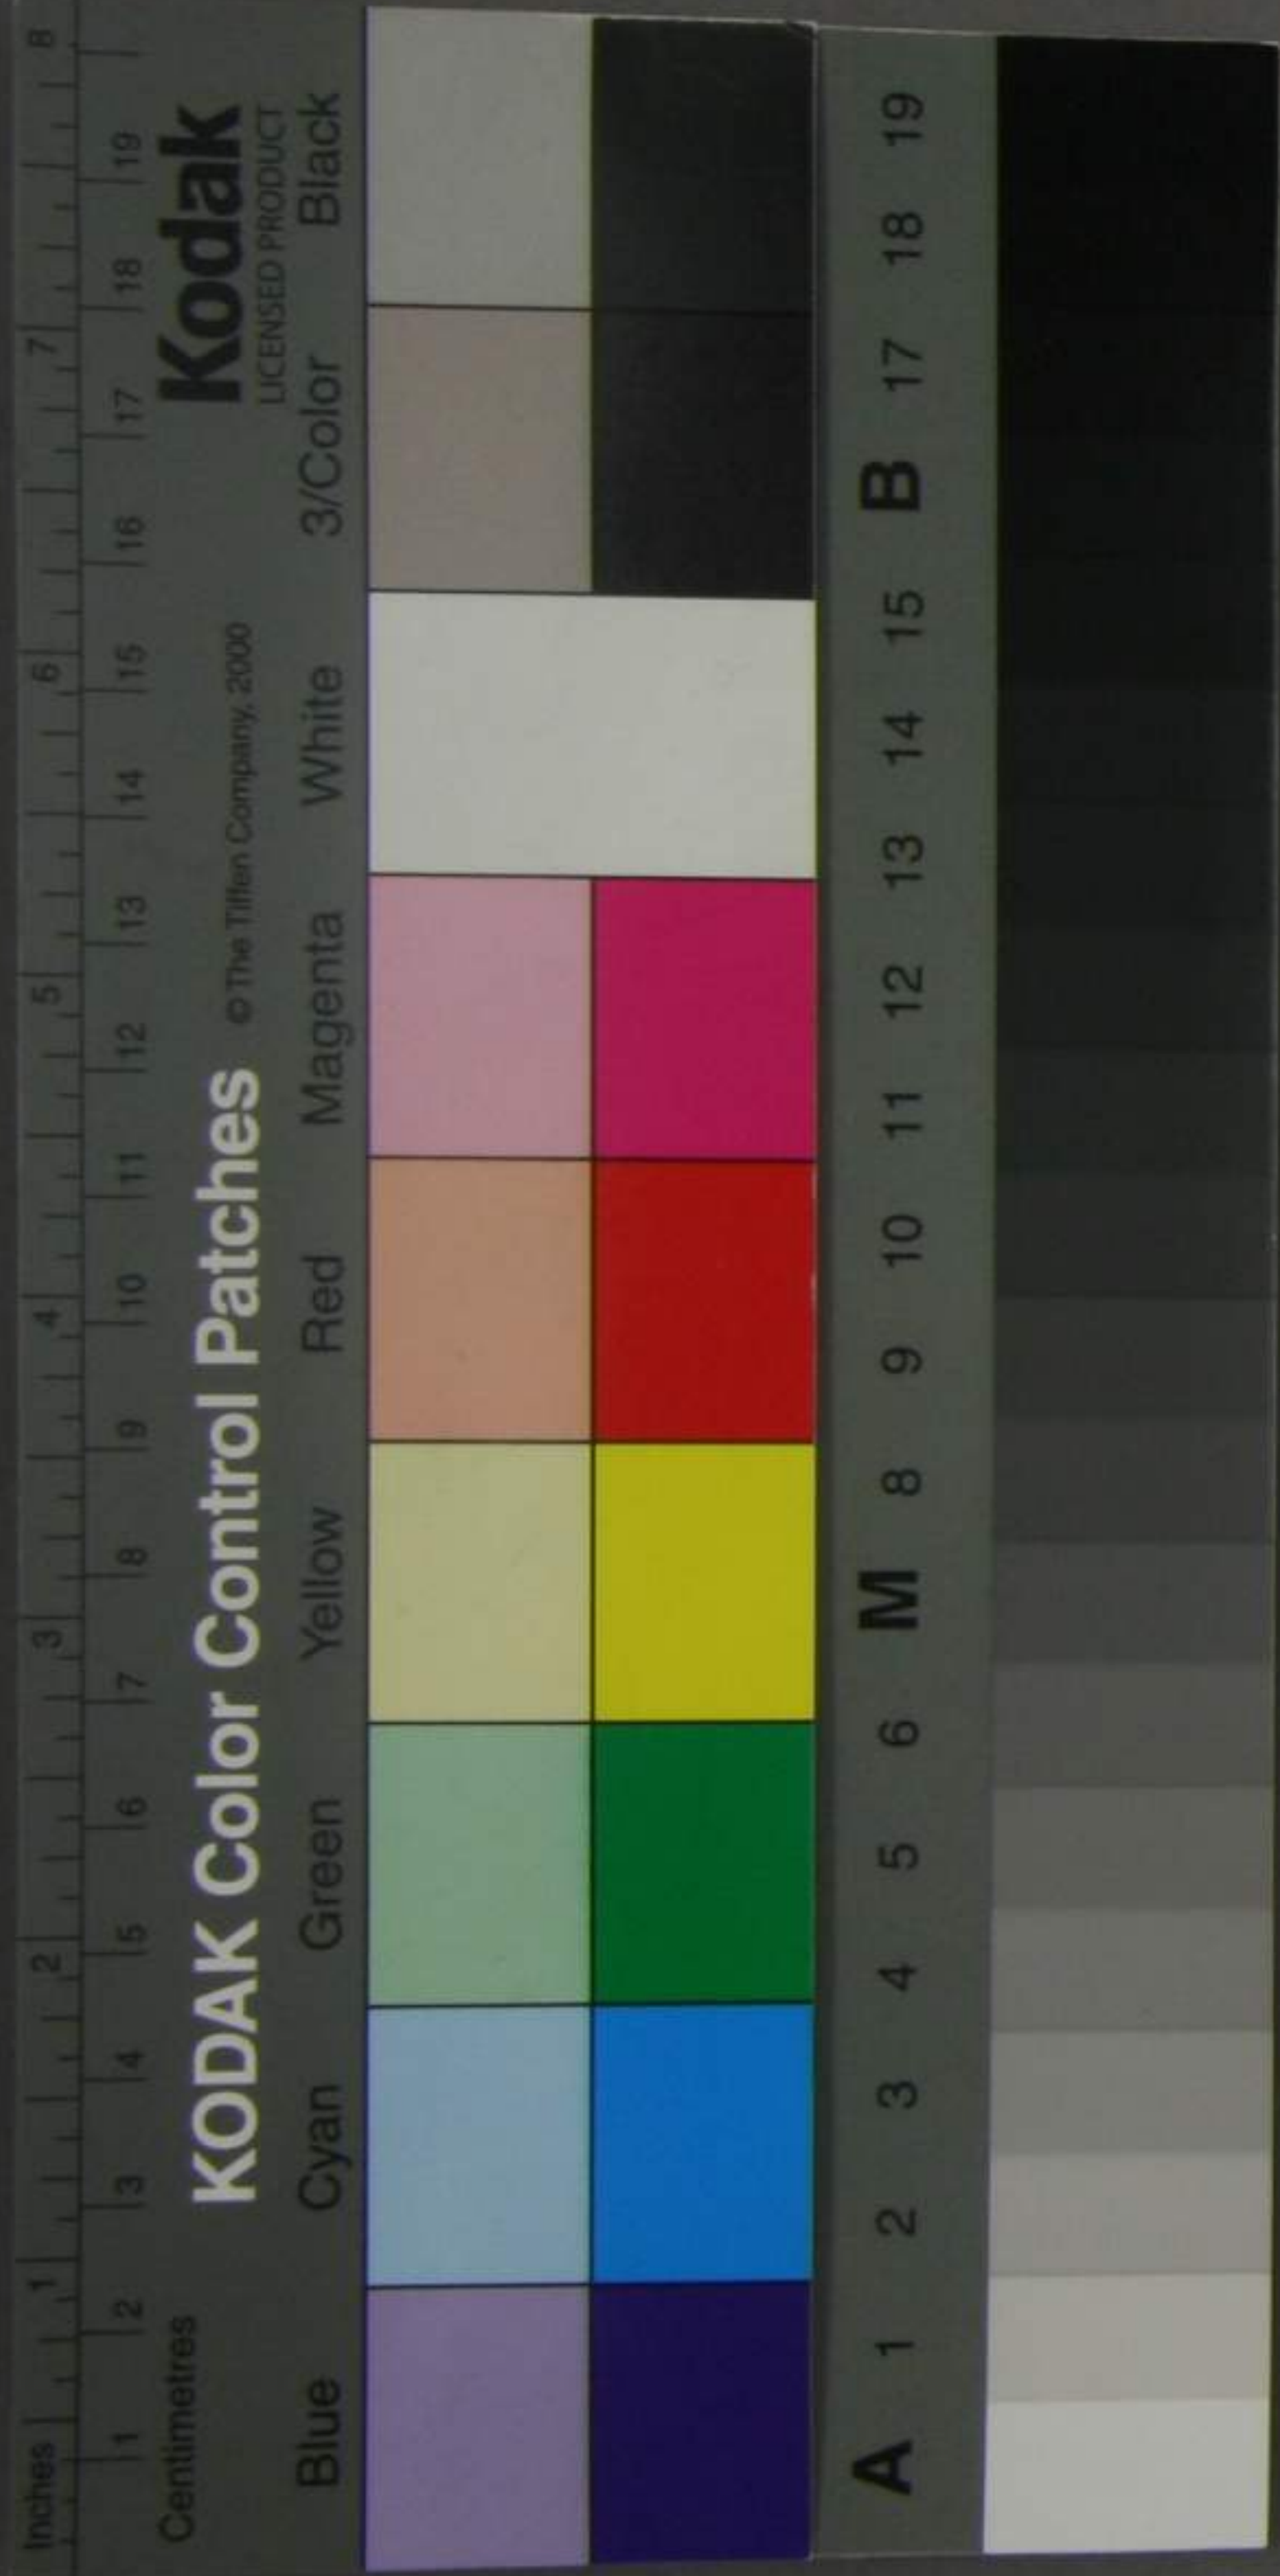 Inches 1 2 3 4 5 6 7 8
1 2 3 4 5 6 7 8 9 10 11 12 13 14 15 16 17 18 19
Centimetres
KODAK Color Control Patches © The Tiffen Company, 2000
Kodak
LICENSED PRODUCT
Blue Cyan Green Yellow Red Magenta White 3/Color Black
A 1 2 3 4 5 6 M 8 9 10 11 12 13 14 15 B 17 18 19